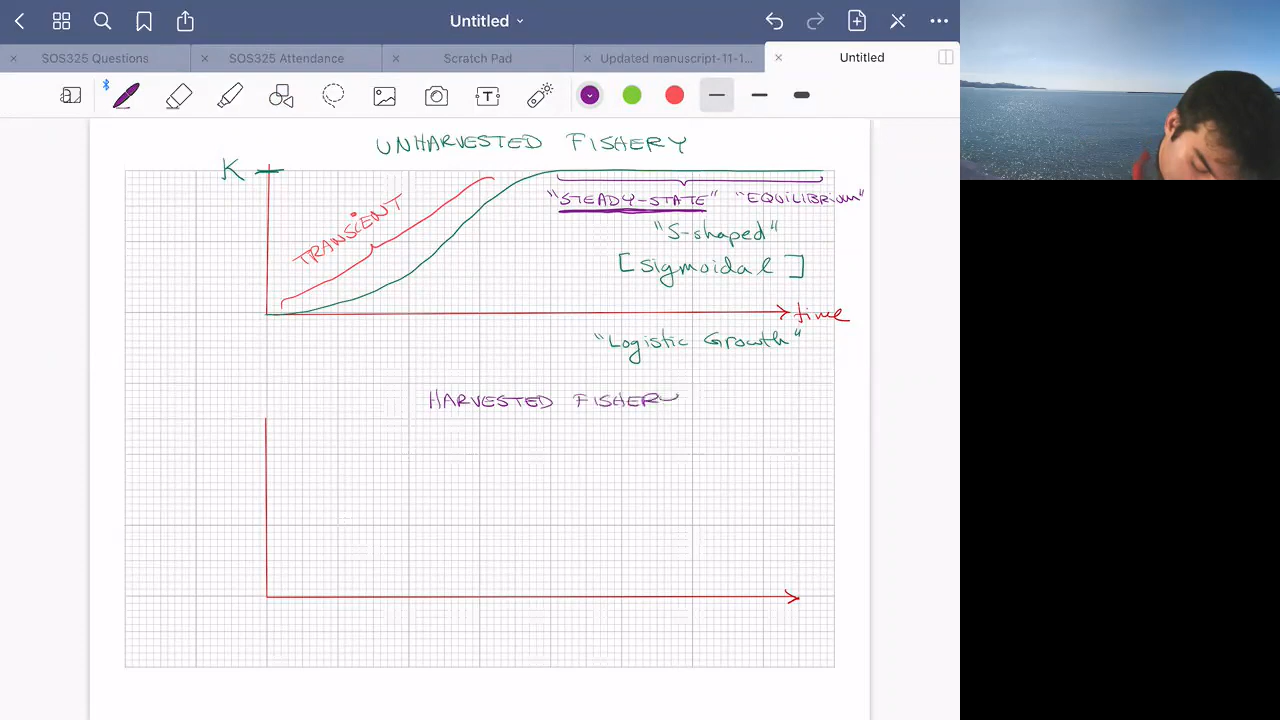 Untitled
SOS325 Questions
SOS325 Attendance
Scratch Pad
Updated manuscript-11-1...
Untitled
UNHARVESTED FISHERY
K
TRANSCIENT
"STEADY-STATE" "EQUILIBRIUM"
"S-shaped"
[Sigmoidal]
time
"Logistic Growth"
HARVESTED FISHERY